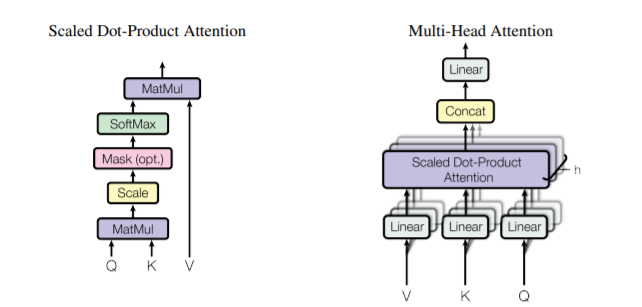 Scaled Dot-Product Attention
MatMul
SoftMax
Mask (opt.)
Scale
MatMul
Q K V
Multi-Head Attention
Linear
Concat
Scaled Dot-Product
Attention
h
Linear Linear Linear
V K Q